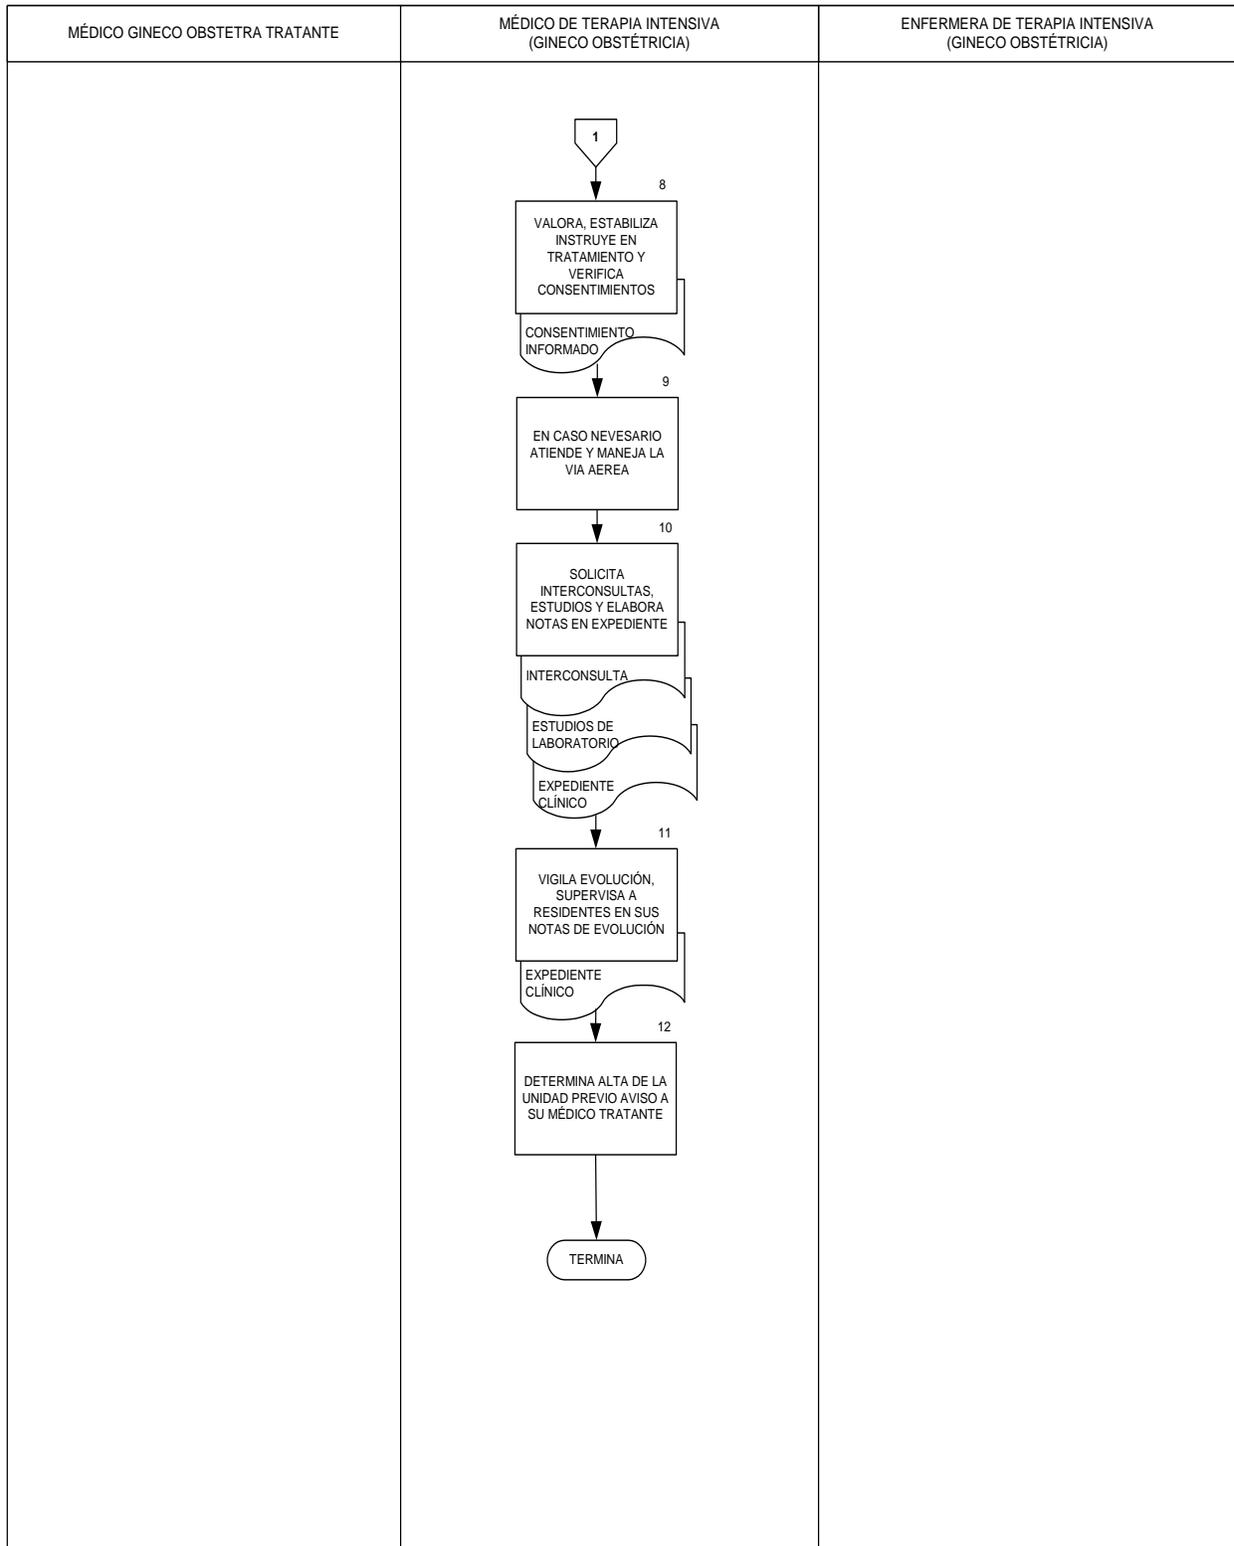 MÉDICO GINECO OBSTETRA TRATANTE
MÉDICO DE TERAPIA INTENSIVA
(GINECO OBSTÉTRICIA)
ENFERMERA DE TERAPIA INTENSIVA
(GINECO OBSTÉTRICIA)
1
8
VALORA, ESTABILIZA
INSTRUYE EN
TRATAMIENTO Y
VERIFICA
CONSENTIMIENTOS
CONSENTIMIENTO
INFORMADO
9
EN CASO NEVESARIO
ATIENDE Y MANEJA LA
VIA AEREA
10
SOLICITA
INTERCONSULTAS,
ESTUDIOS Y ELABORA
NOTAS EN EXPEDIENTE
INTERCONSULTA
ESTUDIOS DE
LABORATORIO
EXPEDIENTE
CLÍNICO
11
VIGILA EVOLUCIÓN,
SUPERVISA A
RESIDENTES EN SUS
NOTAS DE EVOLUCIÓN
EXPEDIENTE
CLÍNICO
12
DETERMINA ALTA DE LA
UNIDAD PREVIO AVISO A
SU MÉDICO TRATANTE
TERMINA